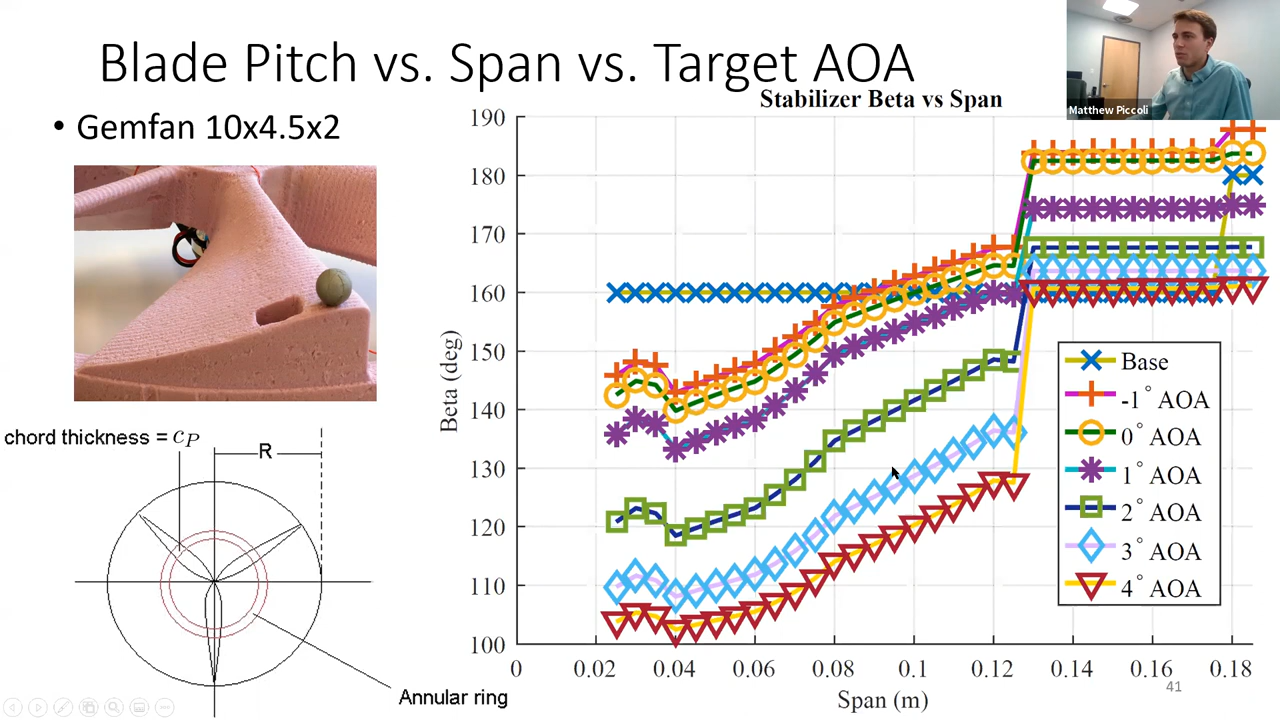 Blade Pitch vs. Span vs. Target AOA
Matthew Piccoli
• Gemfan 10x4.5x2
chord thickness = cP
R
Annular ring
Stabilizer Beta vs Span
Beta (deg)
190
180
170
160
150
140
130
120
110
100
0 0.02 0.04 0.06 0.08 0.1 0.12 0.14 0.16 0.18
Span (m)
Base
-1° AOA
0° AOA
1° AOA
2° AOA
3° AOA
4° AOA
41